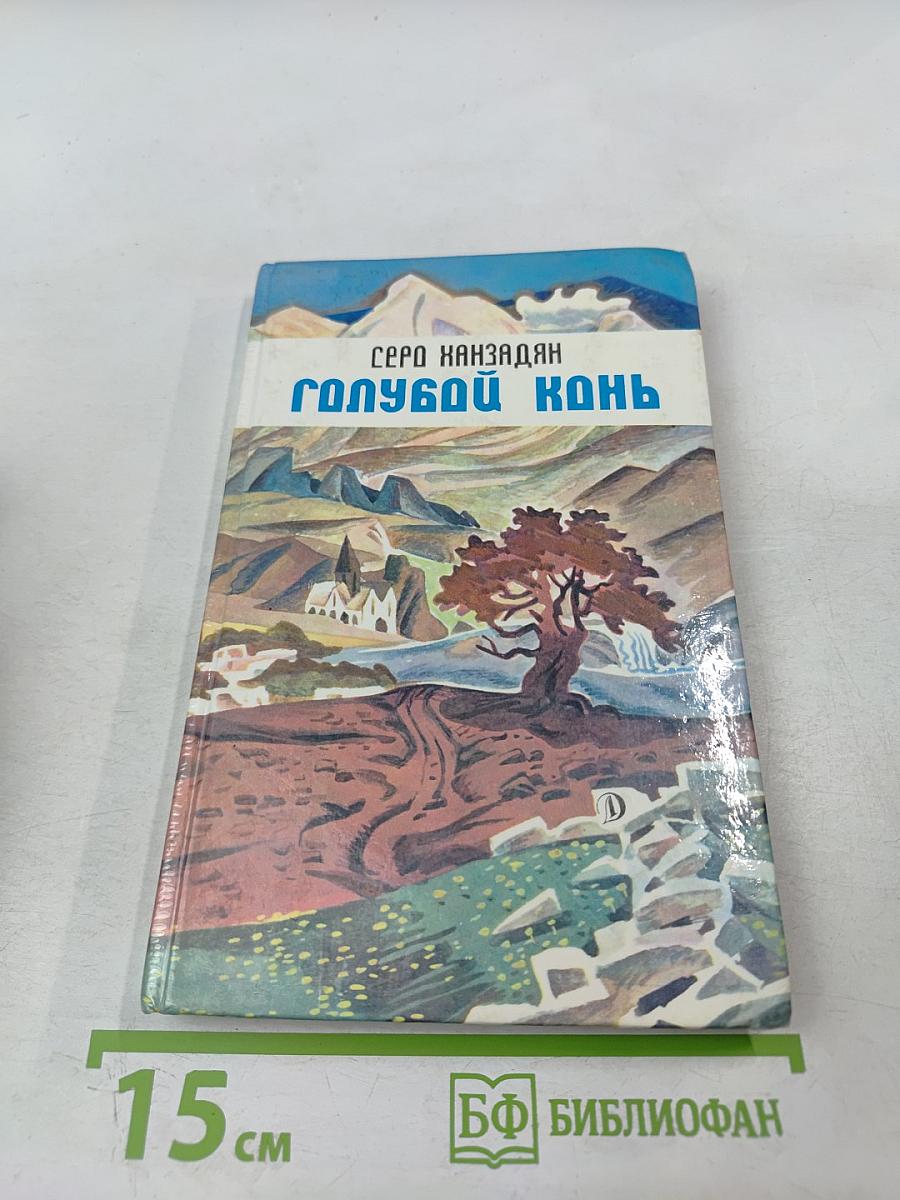 СЕРО ХАНЗАДЯН
ГОЛУБОЙ КОНЬ
Д
15 см
БФ БИБЛИОФАН